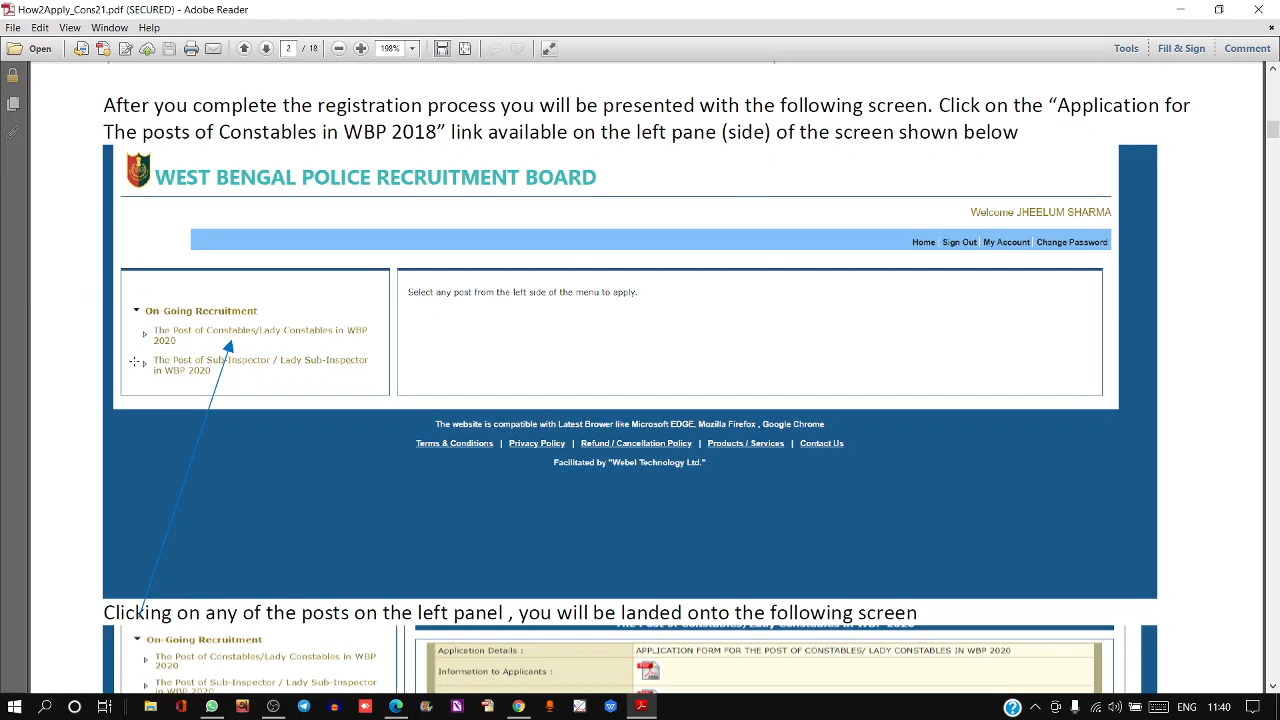 How2Apply_Cons21.pdf (SECURED) - Adobe Reader
File Edit View Window Help
Open 2 / 18 198% Tools Fill & Sign Comment
After you complete the registration process you will be presented with the following screen. Click on the “Application for
The posts of Constables in WBP 2018” link available on the left pane (side) of the screen shown below
WEST BENGAL POLICE RECRUITMENT BOARD
Welcome JHEELUM SHARMA
Home Sign Out My Account Change Password
Select any post from the left side of the menu to apply.
On-Going Recruitment
The Post of Constables/Lady Constables in WBP
2020
The Post of Sub-Inspector / Lady Sub-Inspector
in WBP 2020
The website is compatible with Latest Brower like Microsoft EDGE, Mozilla Firefox , Google Chrome
Terms & Conditions | Privacy Policy | Refund / Cancellation Policy | Products / Services | Contact Us
Facilitated by "Webel Technology Ltd."
Clicking on any of the posts on the left panel , you will be landed onto the following screen
On-Going Recruitment
The Post of Constables/Lady Constables in WBP
2020
The Post of Sub-Inspector / Lady Sub-Inspector
Application Details : APPLICATION FORM FOR THE POST OF CONSTABLES/ LADY CONSTABLES IN WBP 2020
Information to Applicants :
ENG 11:40